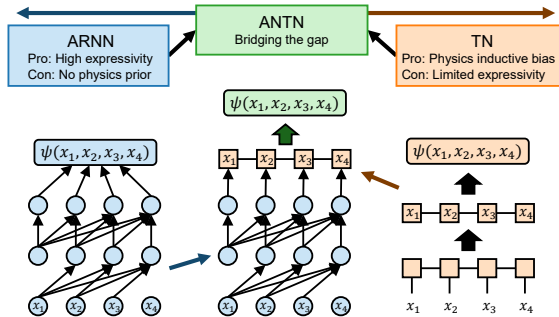 ARNN
Pro: High expressivity
Con: No physics prior
ANTN
Bridging the gap
TN
Pro: Physics inductive bias
Con: Limited expressivity
ψ(x₁, x₂, x₃, x₄)
x₁ x₂ x₃ x₄
ψ(x₁, x₂, x₃, x₄)
x₁ x₂ x₃ x₄
x₁ x₂ x₃ x₄
ψ(x₁, x₂, x₃, x₄)
x₁ x₂ x₃ x₄
x₁ x₂ x₃ x₄